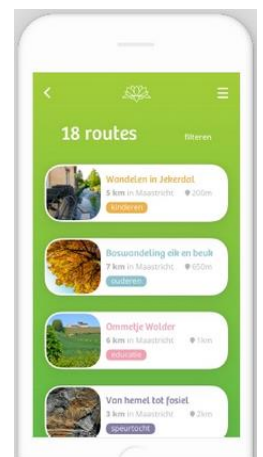 18 routes
filteren
Wandelen in Jekerdal
5 km in Maastricht 200m
kinderen
Boswandeling eik en beuk
7 km in Maastricht 650m
ouderen
Ommetje Wolder
6 km in Maastricht 1km
educatie
Van hemel tot fosiel
3 km in Maastricht 2km
speurtocht